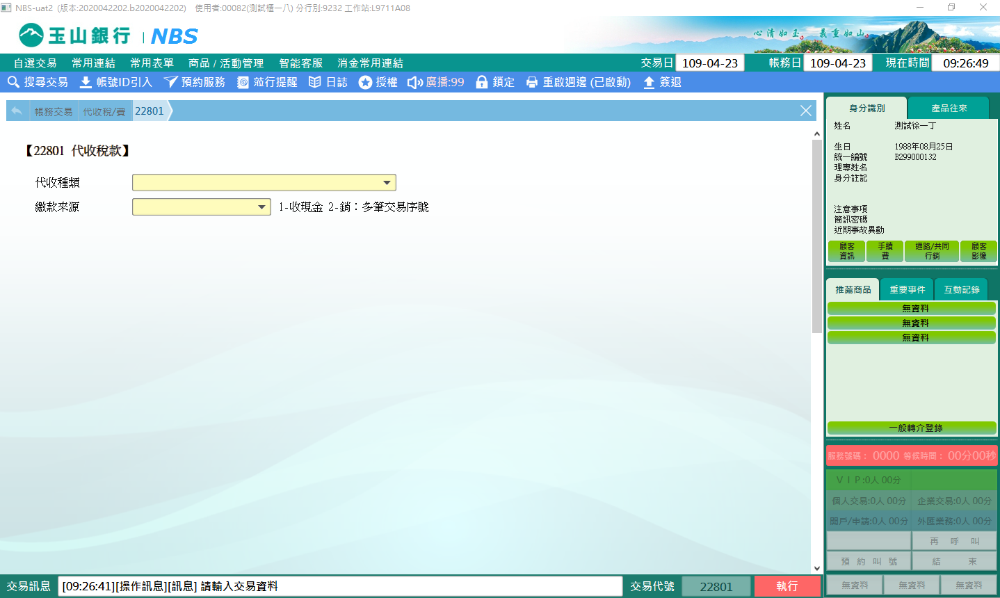 NBS-uat2 (版本:2020042202.b2020042202) 使用者:00082(測試櫃一八) 分行別:9232 工作站:L9711A08
玉山銀行 | NBS
心清如玉。義重如山。
自選交易 常用連結 常用表單 商品 / 活動管理 智能客服 消金常用連結 交易日 109-04-23 帳務日 109-04-23 現在時間 09:26:49
搜尋交易 帳號ID引入 預約服務 蒞行提醒 日誌 授權 廣播:99 鎖定 重啟週邊 (已啟動) 簽退
帳務交易 代收稅/費 22801
【22801 代收稅款】
代收種類
繳款來源 1-收現金 2-銷：多筆交易序號
身分識別 產品往來
姓名 測試徐一丁
生日 1988年08月25日
統一編號 B299000132
理專姓名
身分註記
注意事項
簡訊密碼
近期事故異動
顧客資訊 手續費 通路/共同行銷 顧客影像
推薦商品 重要事件 互動記錄
無資料
無資料
無資料
一般轉介登錄
服務號碼： 0000 等候時間： 00分00秒
ＶＩＰ:0人 00分
個人交易:0人 00分 企業交易:0人 00分
開戶/申請:0人 00分 外匯業務:0人 00分
再 呼 叫
預 約 叫 號 結 束
無資料 無資料 無資料
交易訊息 [09:26:41][操作訊息][訊息] 請輸入交易資料 交易代號 22801 執行